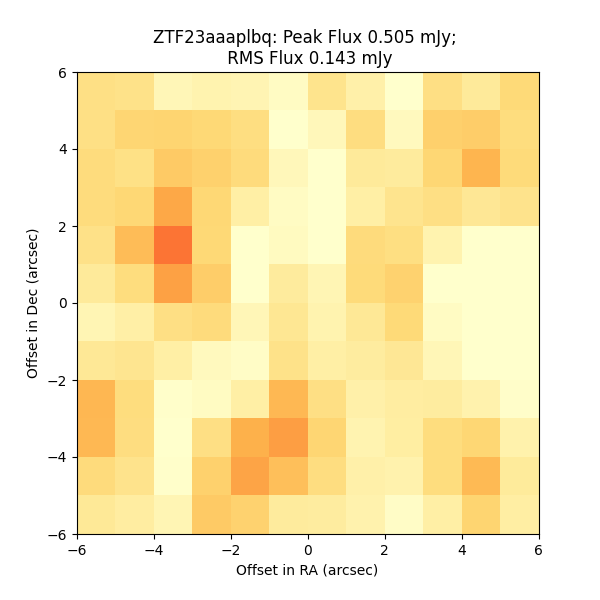 ZTF23aaaplbq: Peak Flux 0.505 mJy;
RMS Flux 0.143 mJy
6
4
2
0
−2
−4
−6
Offset in Dec (arcsec)
−6 −4 −2 0 2 4 6
Offset in RA (arcsec)